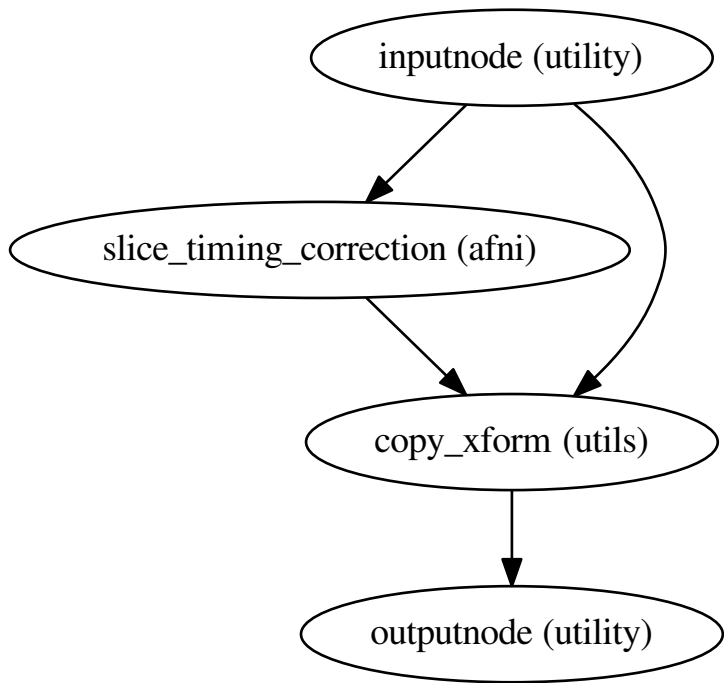 inputnode (utility)
slice_timing_correction (afni)
copy_xform (utils)
outputnode (utility)